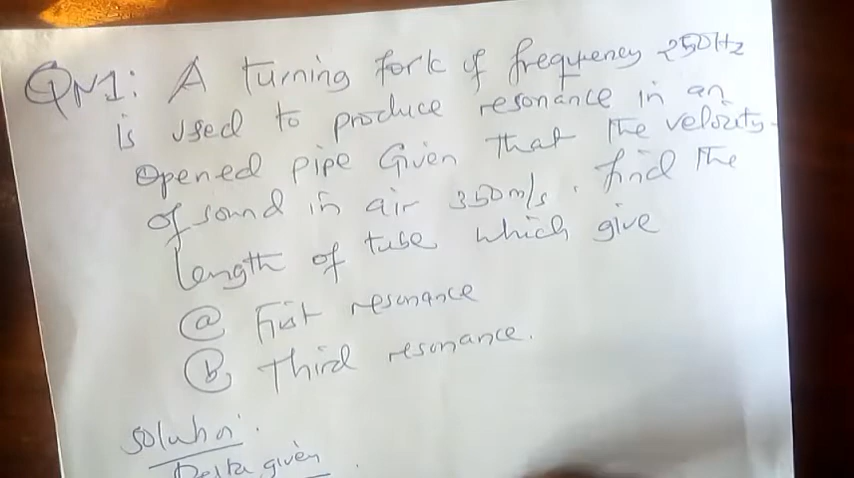 QN1: A turning fork of frequency 250Hz
is used to produce resonance in an
opened pipe Given that the velocity
of sound in air 350m/s. find the
length of tube which give
(a) First resonance
(b) Third resonance.
Soluhn:
Data given